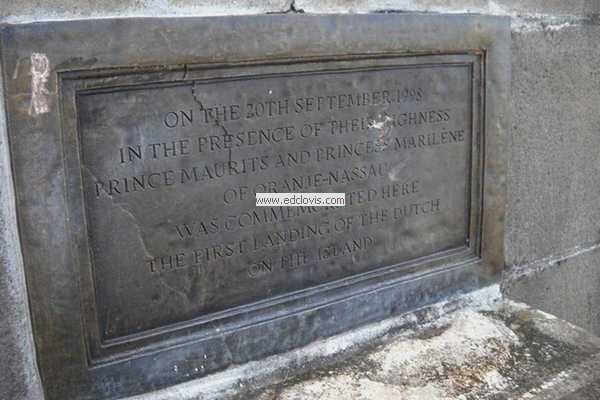 R
ON THE 20TH SEPTEMBER 1998
IN THE PRESENCE OF THEIR HIGHNESS
PRINCE MAURITS AND PRINCESS MARILÈNE
OF ORANJE-NASSAU
WAS COMMEMORATED HERE
THE FIRST LANDING OF THE DUTCH
ON THE ISLAND
www.edclovis.com